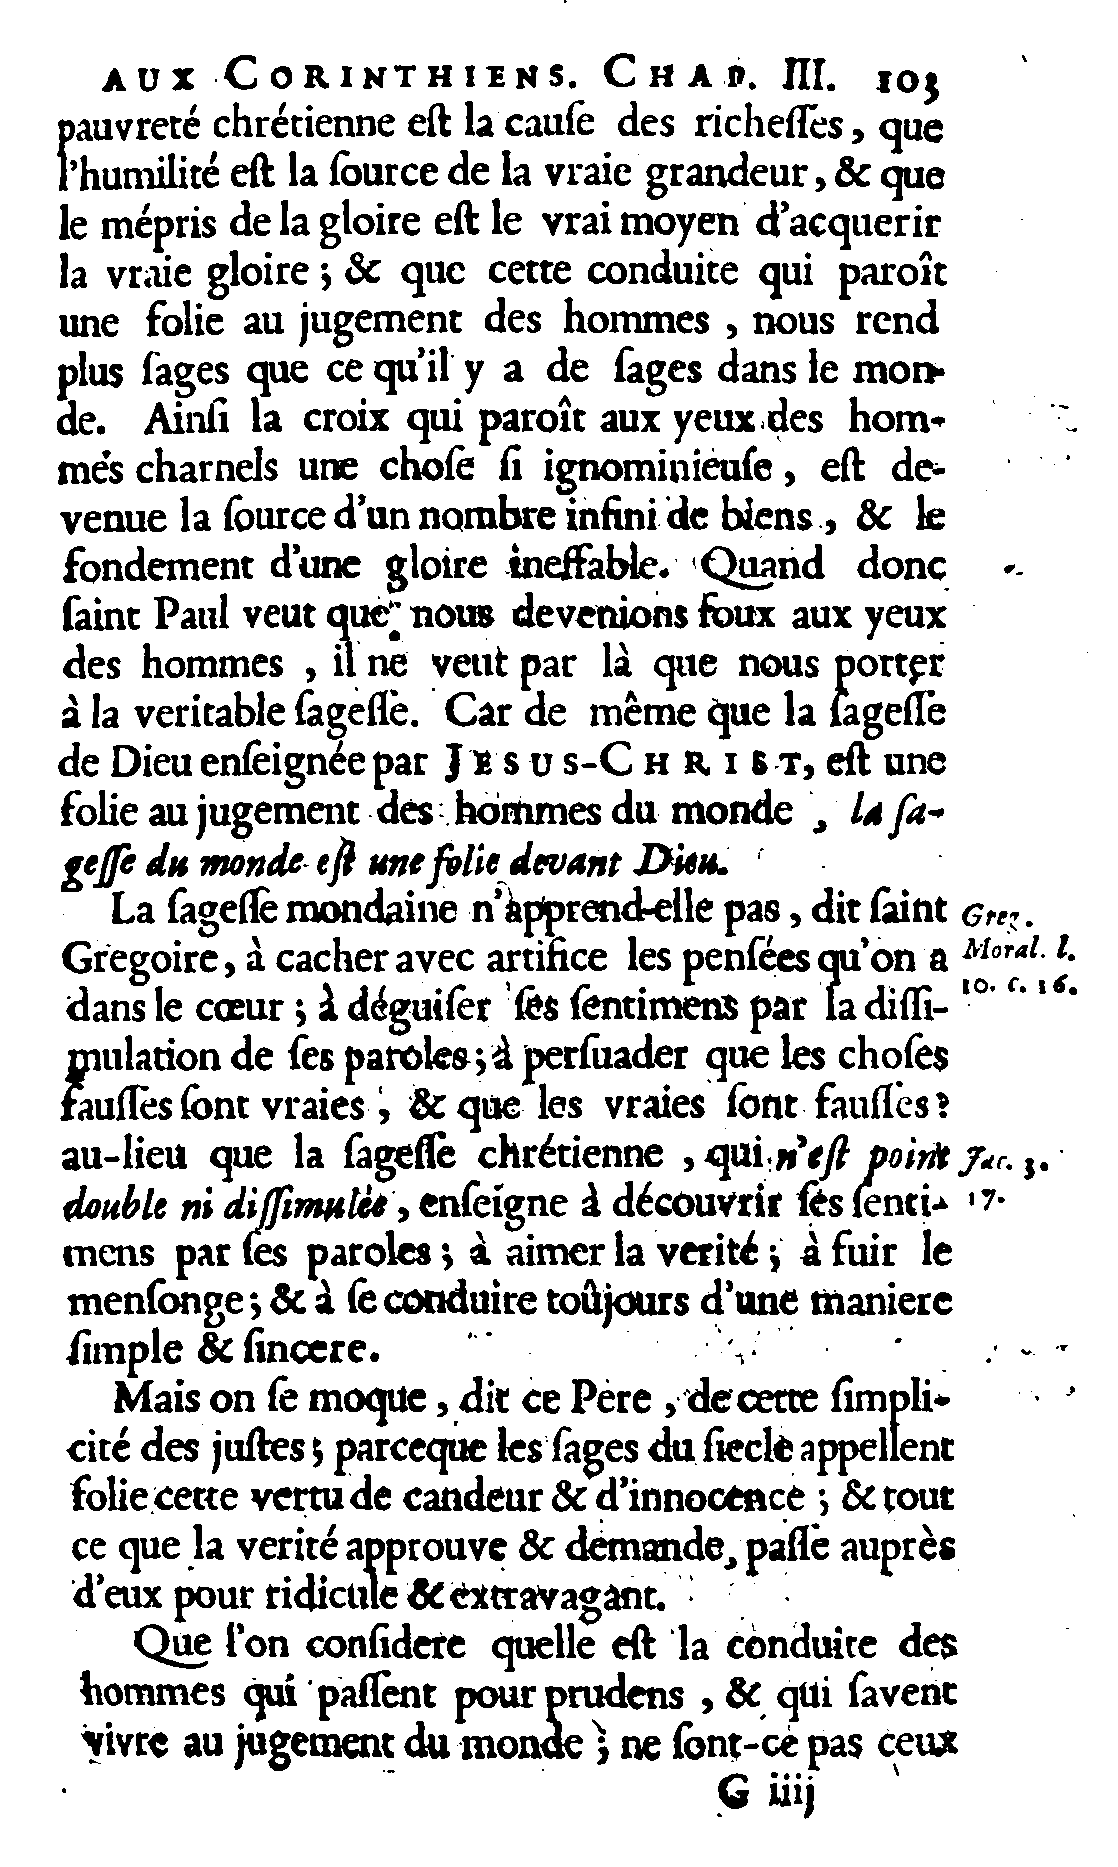 AUX CORINTHIENS. CHAP. III. 103
pauvreté chrétienne eſt la cauſe des richeſſes, que
l'humilité eſt la ſource de la vraie grandeur, & que
le mépris de la gloire eſt le vrai moyen d'acquerir
la vraie gloire ; & que cette conduite qui paroît
une folie au jugement des hommes , nous rend
plus ſages que ce qu'il y a de ſages dans le mon-
de. Ainſi la croix qui paroît aux yeux des hom-
més charnels une choſe ſi ignominieuſe , eſt de-
venue la ſource d'un nombre infini de biens , & le
fondement d'une gloire ineffable. Quand donc
ſaint Paul veut que nous devenions foux aux yeux
des hommes , il ne veut par là que nous porter
à la veritable ſageſſe. Car de même que la ſageſſe
de Dieu enſeignée par JESUS-CHRIST, eſt une
folie au jugement des hommes du monde , la ſa-
geſſe du monde eſt une folie devant Dieu.
La ſageſſe mondaine n'apprend-elle pas , dit ſaint
Gregoire, à cacher avec artifice les penſées qu'on a
dans le cœur ; à déguiſer ſes ſentimens par la diſſi-
mulation de ſes paroles ; à perſuader que les choſes
fauſſes ſont vraies , & que les vraies ſont fauſſes ?
au-lieu que la ſageſſe chrétienne , qui n'eſt point
double ni diſſimulée , enſeigne à découvrir ſes ſenti-
mens par ſes paroles ; à aimer la verité ; à fuir le
menſonge ; & à ſe conduire toûjours d'une maniere
ſimple & ſincere.
Greg.
Moral. l.
10. c. 16.
Jac. 3.
17.
Mais on ſe moque , dit ce Pere , de cette ſimpli-
cité des juſtes ; parceque les ſages du ſiecle appellent
folie cette vertu de candeur & d'innocence ; & tout
ce que la verité approuve & demande, paſſe auprès
d'eux pour ridicule & extravagant.
Que l'on conſidere quelle eſt la conduite des
hommes qui paſſent pour prudens , & qui ſavent
vivre au jugement du monde ; ne ſont-ce pas ceux
G iiij